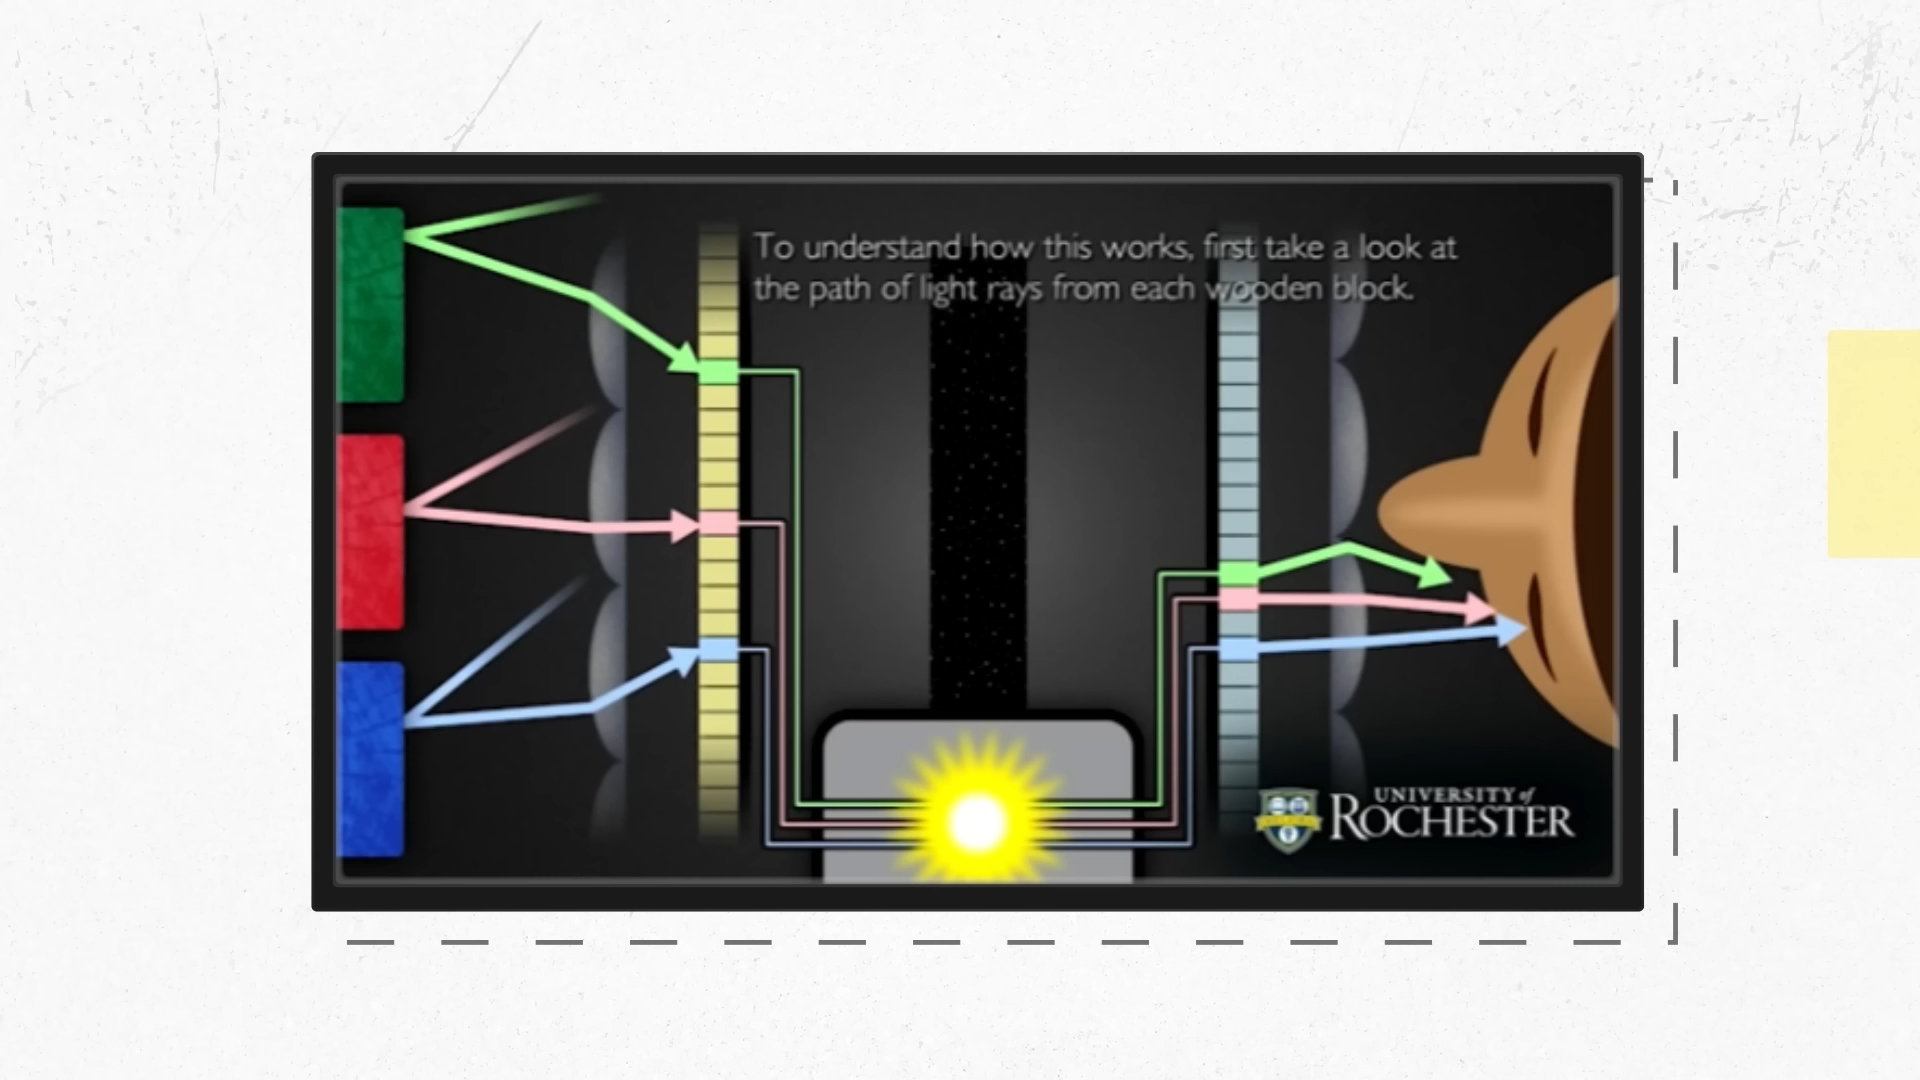 To understand how this works, first take a look at
the path of light rays from each wooden block.
UNIVERSITY of
ROCHESTER